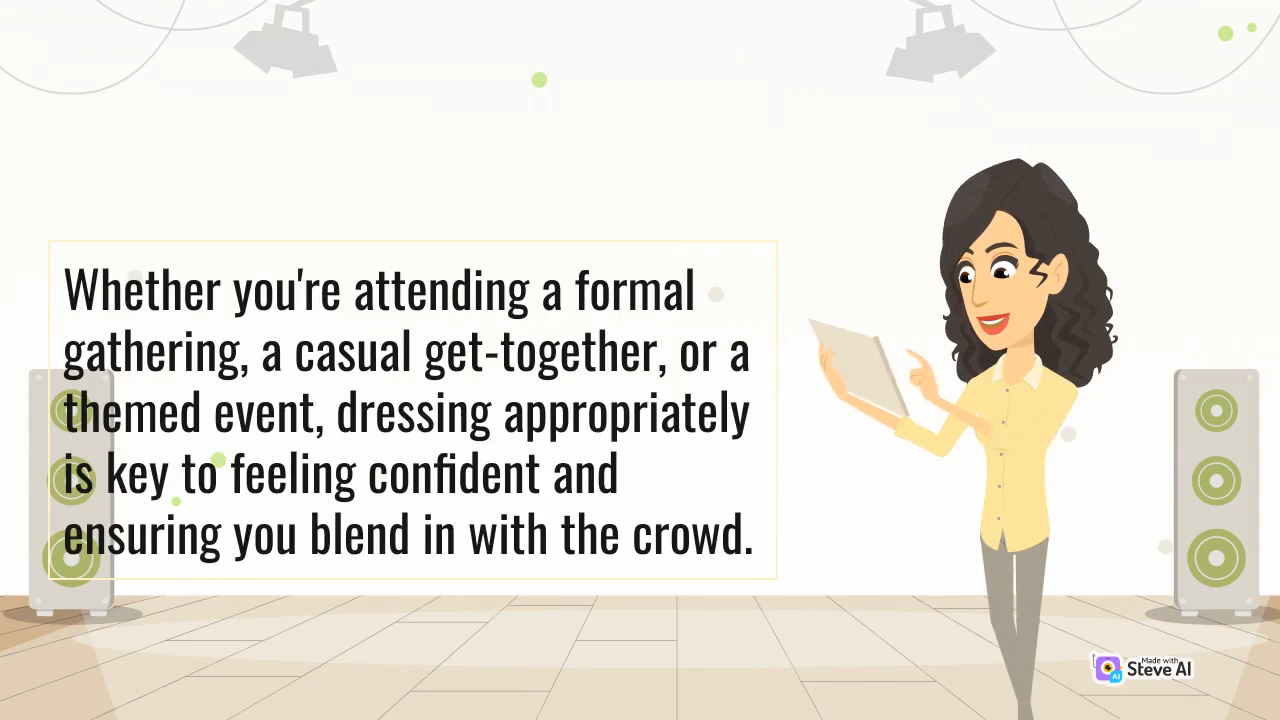 Whether you're attending a formal
gathering, a casual get-together, or a
themed event, dressing appropriately
is key to feeling confident and
ensuring you blend in with the crowd.
Made with
Steve AI
AI